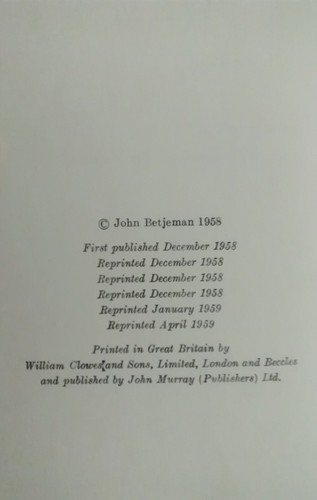 © John Betjeman 1958
First published December 1958
Reprinted December 1958
Reprinted December 1958
Reprinted December 1958
Reprinted January 1959
Reprinted April 1959
Printed in Great Britain by
William Clowes and Sons, Limited, London and Beccles
and published by John Murray (Publishers) Ltd.